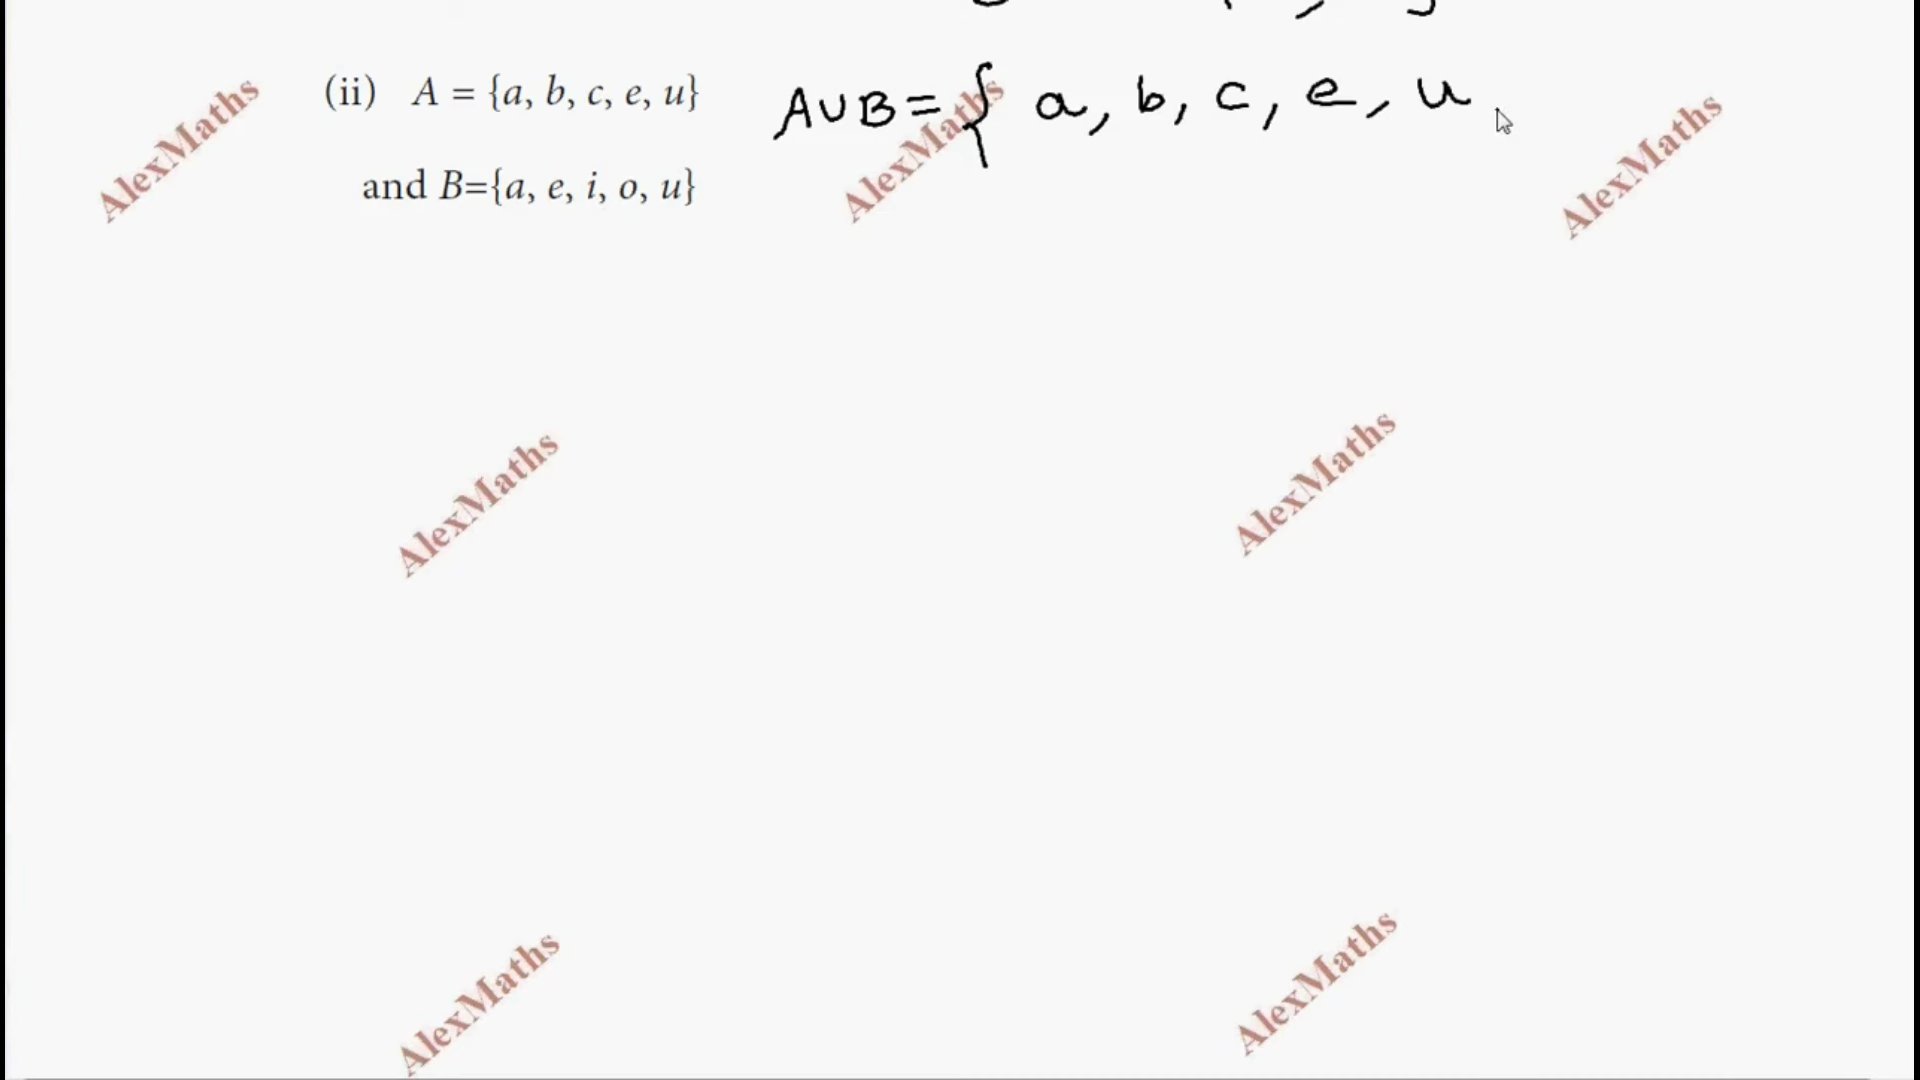 (ii) A = {a, b, c, e, u} A∪B = { a, b, c, e, u
and B={a, e, i, o, u}
AlexMaths
AlexMaths
AlexMaths
AlexMaths
AlexMaths
AlexMaths
AlexMaths